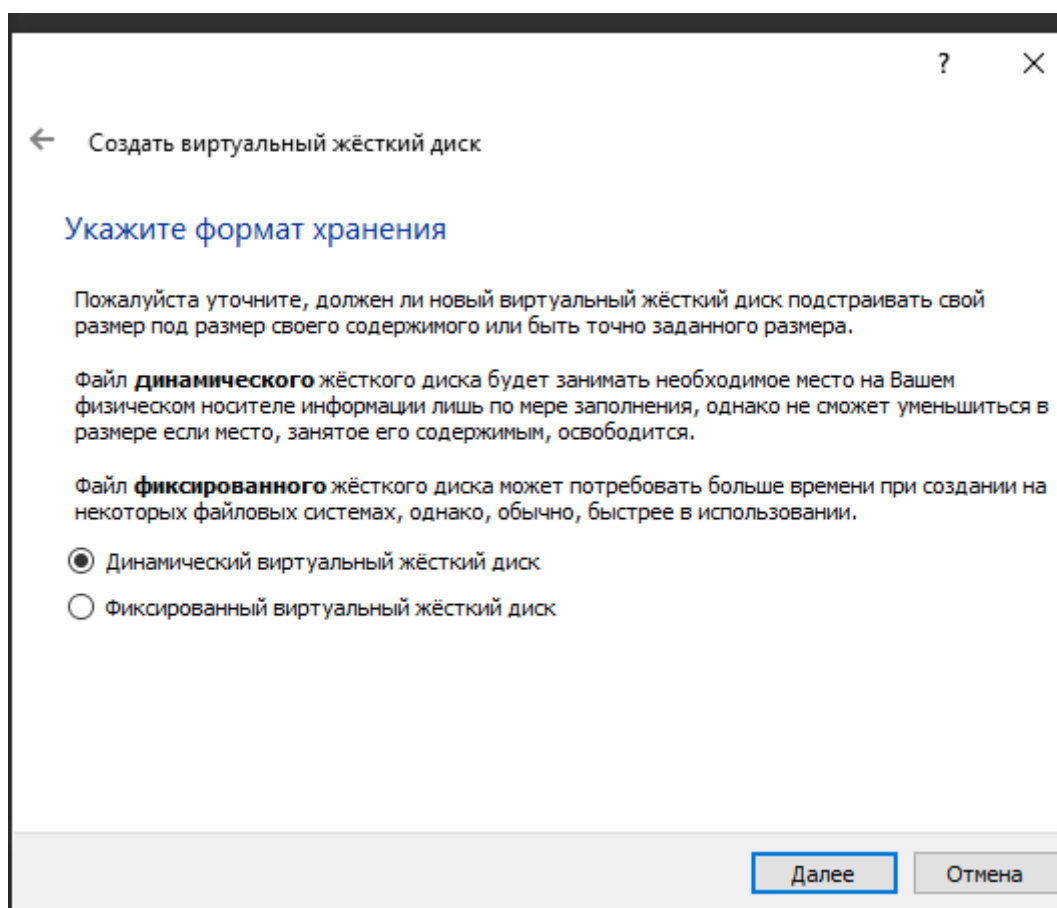 ?
Создать виртуальный жёсткий диск
Укажите формат хранения
Пожалуйста уточните, должен ли новый виртуальный жёсткий диск подстраивать свой
размер под размер своего содержимого или быть точно заданного размера.
Файл динамического жёсткого диска будет занимать необходимое место на Вашем
физическом носителе информации лишь по мере заполнения, однако не сможет уменьшиться в
размере если место, занятое его содержимым, освободится.
Файл фиксированного жёсткого диска может потребовать больше времени при создании на
некоторых файловых системах, однако, обычно, быстрее в использовании.
Динамический виртуальный жёсткий диск
Фиксированный виртуальный жёсткий диск
Далее Отмена